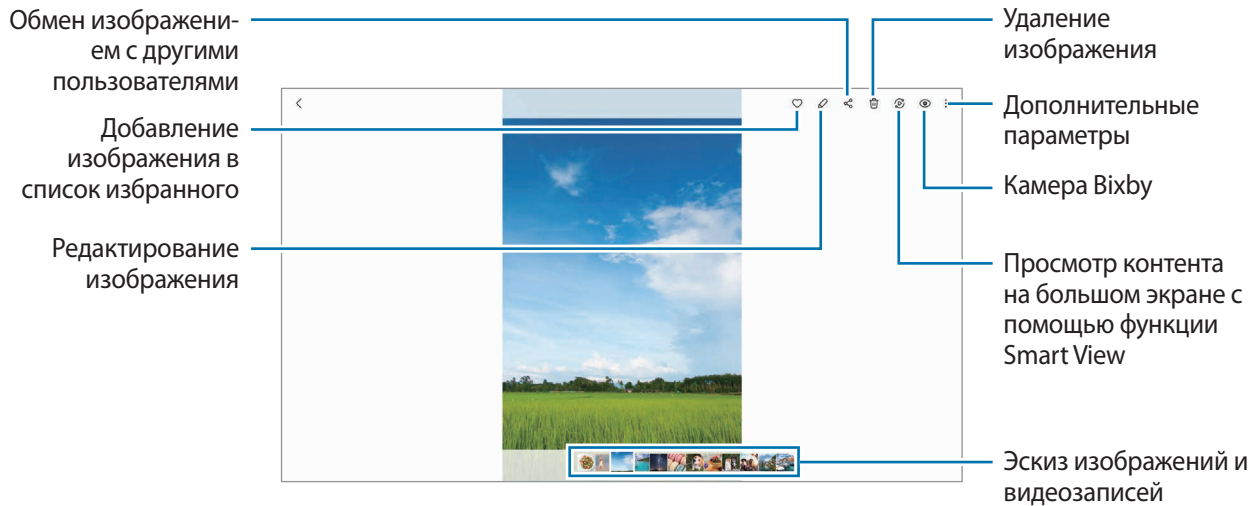 Обмен изображени-
ем с другими
пользователями
Добавление
изображения в
список избранного
Редактирование
изображения
Удаление
изображения
Дополнительные
параметры
Камера Bixby
Просмотр контента
на большом экране с
помощью функции
Smart View
Эскиз изображений и
видеозаписей